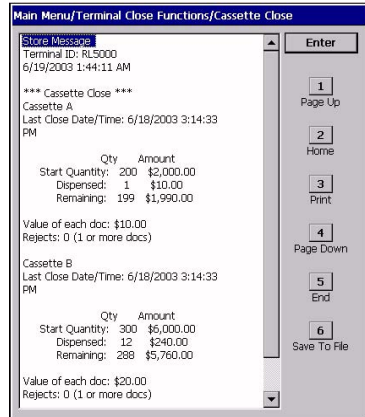 Main Menu/Terminal Close Functions/Cassette Close
Store Message
Terminal ID: RL5000
6/19/2003 1:44:11 AM
*** Cassette Close ***
Cassette A
Last Close Date/Time: 6/18/2003 3:14:33
PM
Qty Amount
Start Quantity: 200 $2,000.00
Dispensed: 1 $10.00
Remaining: 199 $1,990.00
Value of each doc: $10.00
Rejects: 0 (1 or more docs)
Cassette B
Last Close Date/Time: 6/18/2003 3:14:33
PM
Qty Amount
Start Quantity: 300 $6,000.00
Dispensed: 12 $240.00
Remaining: 288 $5,760.00
Value of each doc: $20.00
Rejects: 0 (1 or more docs)
Enter
1
Page Up
2
Home
3
Print
4
Page Down
5
End
6
Save To File